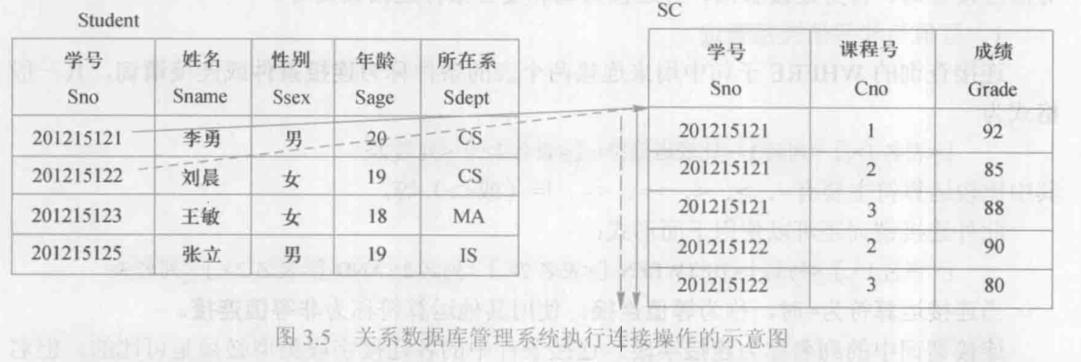 Student
SC
学号 姓名 性别 年龄 所在系
Sno Sname Ssex Sage Sdept
201215121 李勇 男 20 CS
201215122 刘晨 女 19 CS
201215123 王敏 女 18 MA
201215125 张立 男 19 IS
学号 课程号 成绩
Sno Cno Grade
201215121 1 92
201215121 2 85
201215121 3 88
201215122 2 90
201215122 3 80
图 3.5 关系数据库管理系统执行连接操作的示意图